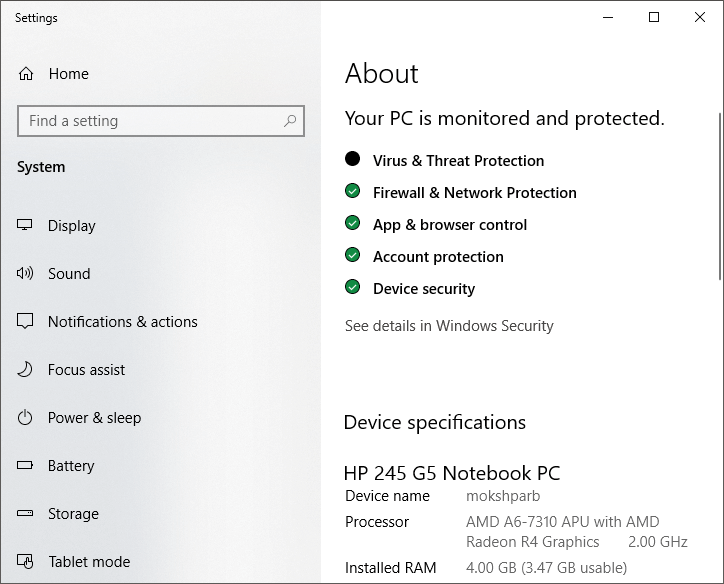 Settings
Home
Find a setting
System
Display
Sound
Notifications & actions
Focus assist
Power & sleep
Battery
Storage
Tablet mode
About
Your PC is monitored and protected.
Virus & Threat Protection
Firewall & Network Protection
App & browser control
Account protection
Device security
See details in Windows Security
Device specifications
HP 245 G5 Notebook PC
Device name mokshparb
Processor AMD A6-7310 APU with AMD
Radeon R4 Graphics 2.00 GHz
Installed RAM 4.00 GB (3.47 GB usable)